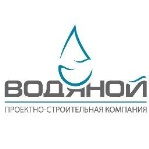 ВОДЯНОЙ
ПРОЕКТНО-СТРОИТЕЛЬНАЯ КОМПАНИЯ